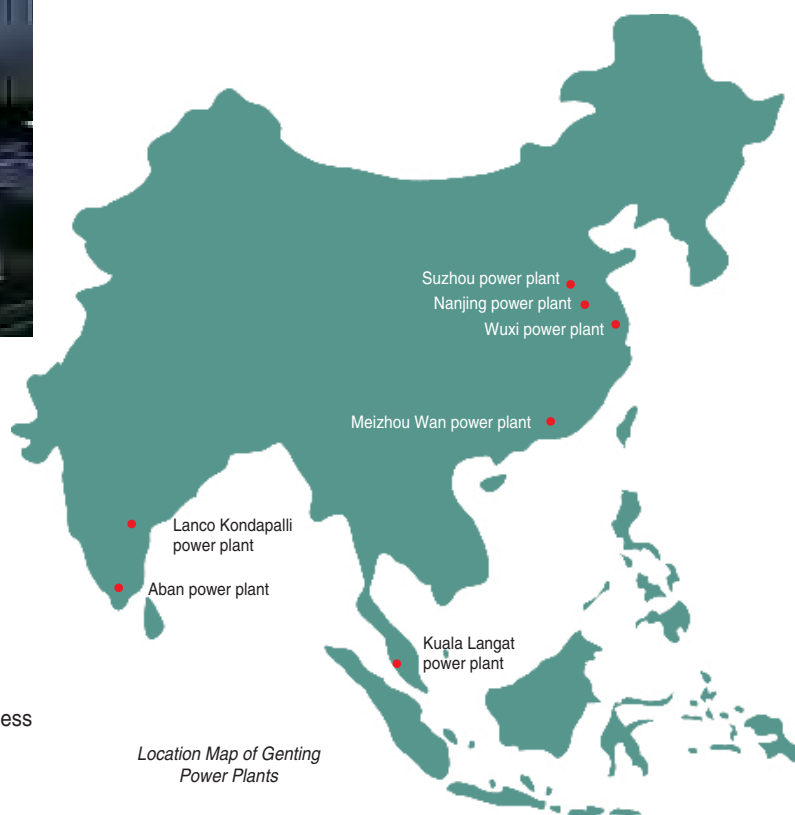 Suzhou power plant
Nanjing power plant
Wuxi power plant
Meizhou Wan power plant
Lanco Kondapalli
power plant
Aban power plant
Kuala Langat
power plant
ess
Location Map of Genting
Power Plants